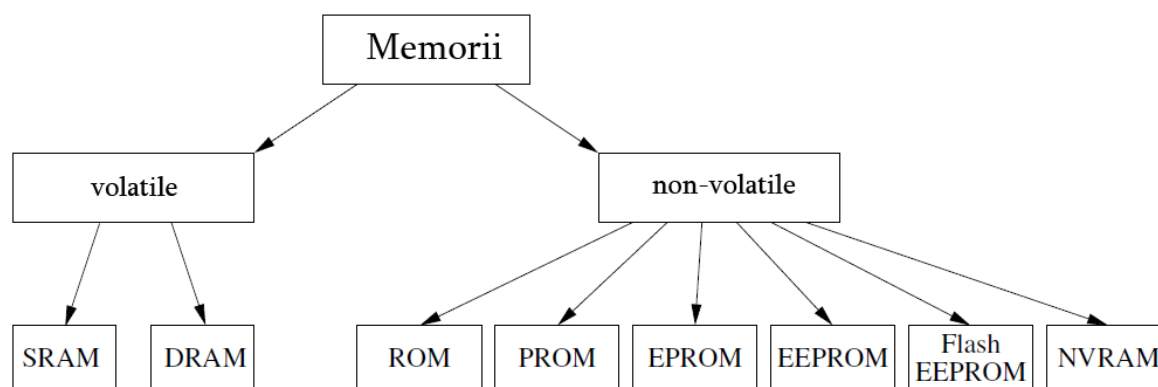 Memorii
volatile
non-volatile
SRAM
DRAM
ROM
PROM
EPROM
EEPROM
Flash
EEPROM
NVRAM